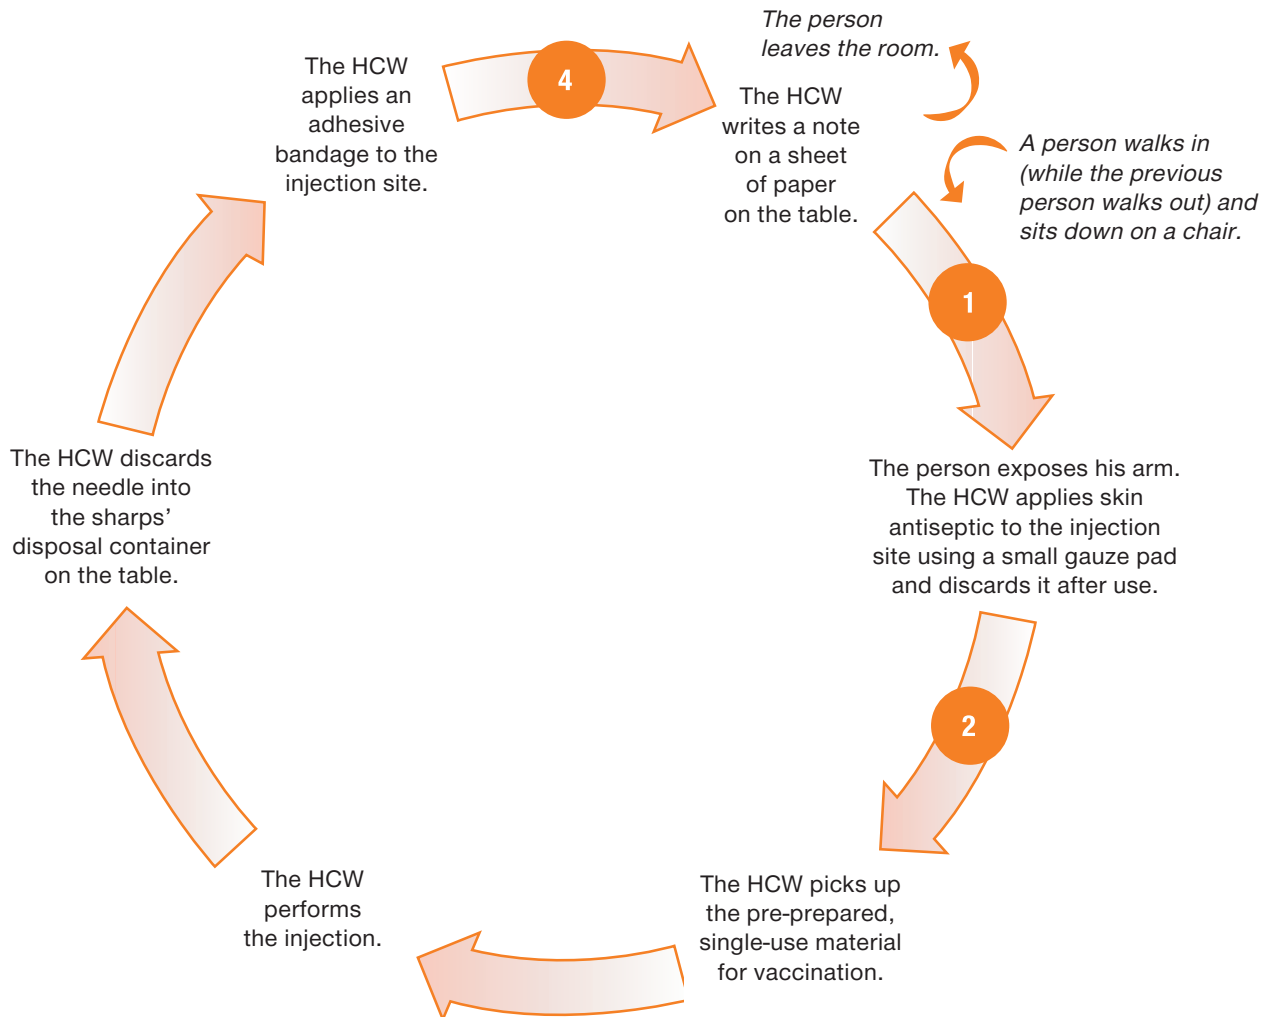 The person
leaves the room.
4
The HCW
applies an
adhesive
bandage to the
injection site.
The HCW
writes a note
on a sheet
of paper
on the table.
A person walks in
(while the previous
person walks out) and
sits down on a chair.
1
The person exposes his arm.
The HCW applies skin
antiseptic to the injection
site using a small gauze pad
and discards it after use.
2
The HCW picks up
the pre-prepared,
single-use material
for vaccination.
The HCW
performs
the injection.
The HCW discards
the needle into
the sharps’
disposal container
on the table.